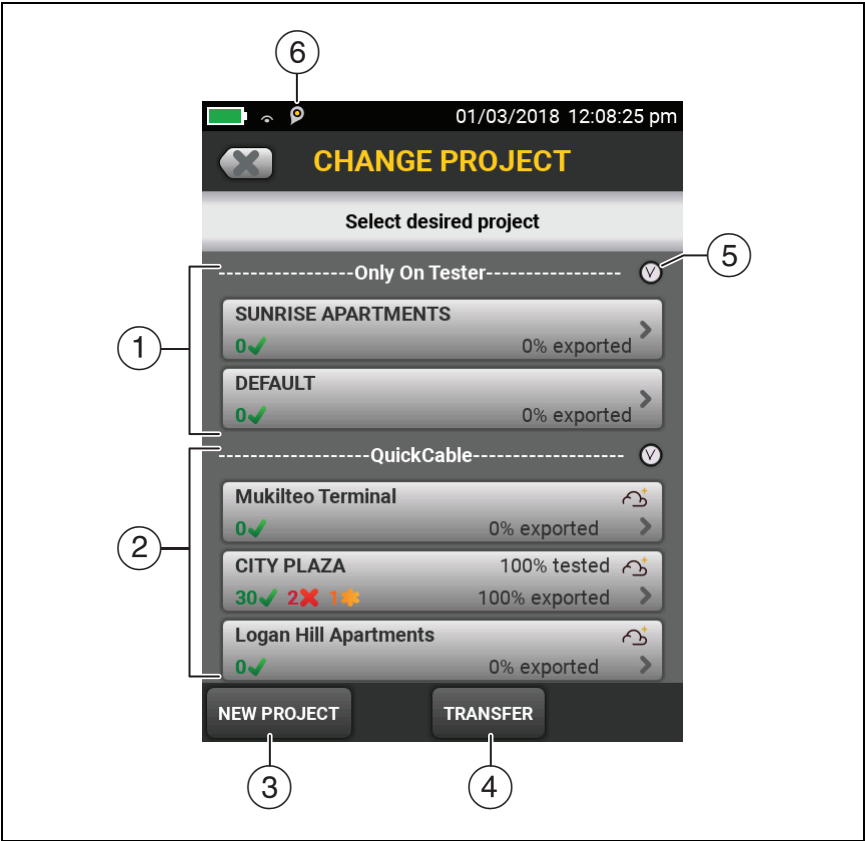 6
01/03/2018 12:08:25 pm
CHANGE PROJECT
Select desired project
5
---------------Only On Tester---------------
1
SUNRISE APARTMENTS
0✔ 0% exported
DEFAULT
0✔ 0% exported
-----------------QuickCable-----------------
2
Mukilteo Terminal
0✔ 0% exported
CITY PLAZA 100% tested
30✔ 2✖ 1✱ 100% exported
Logan Hill Apartments
0✔ 0% exported
NEW PROJECT TRANSFER
3 4